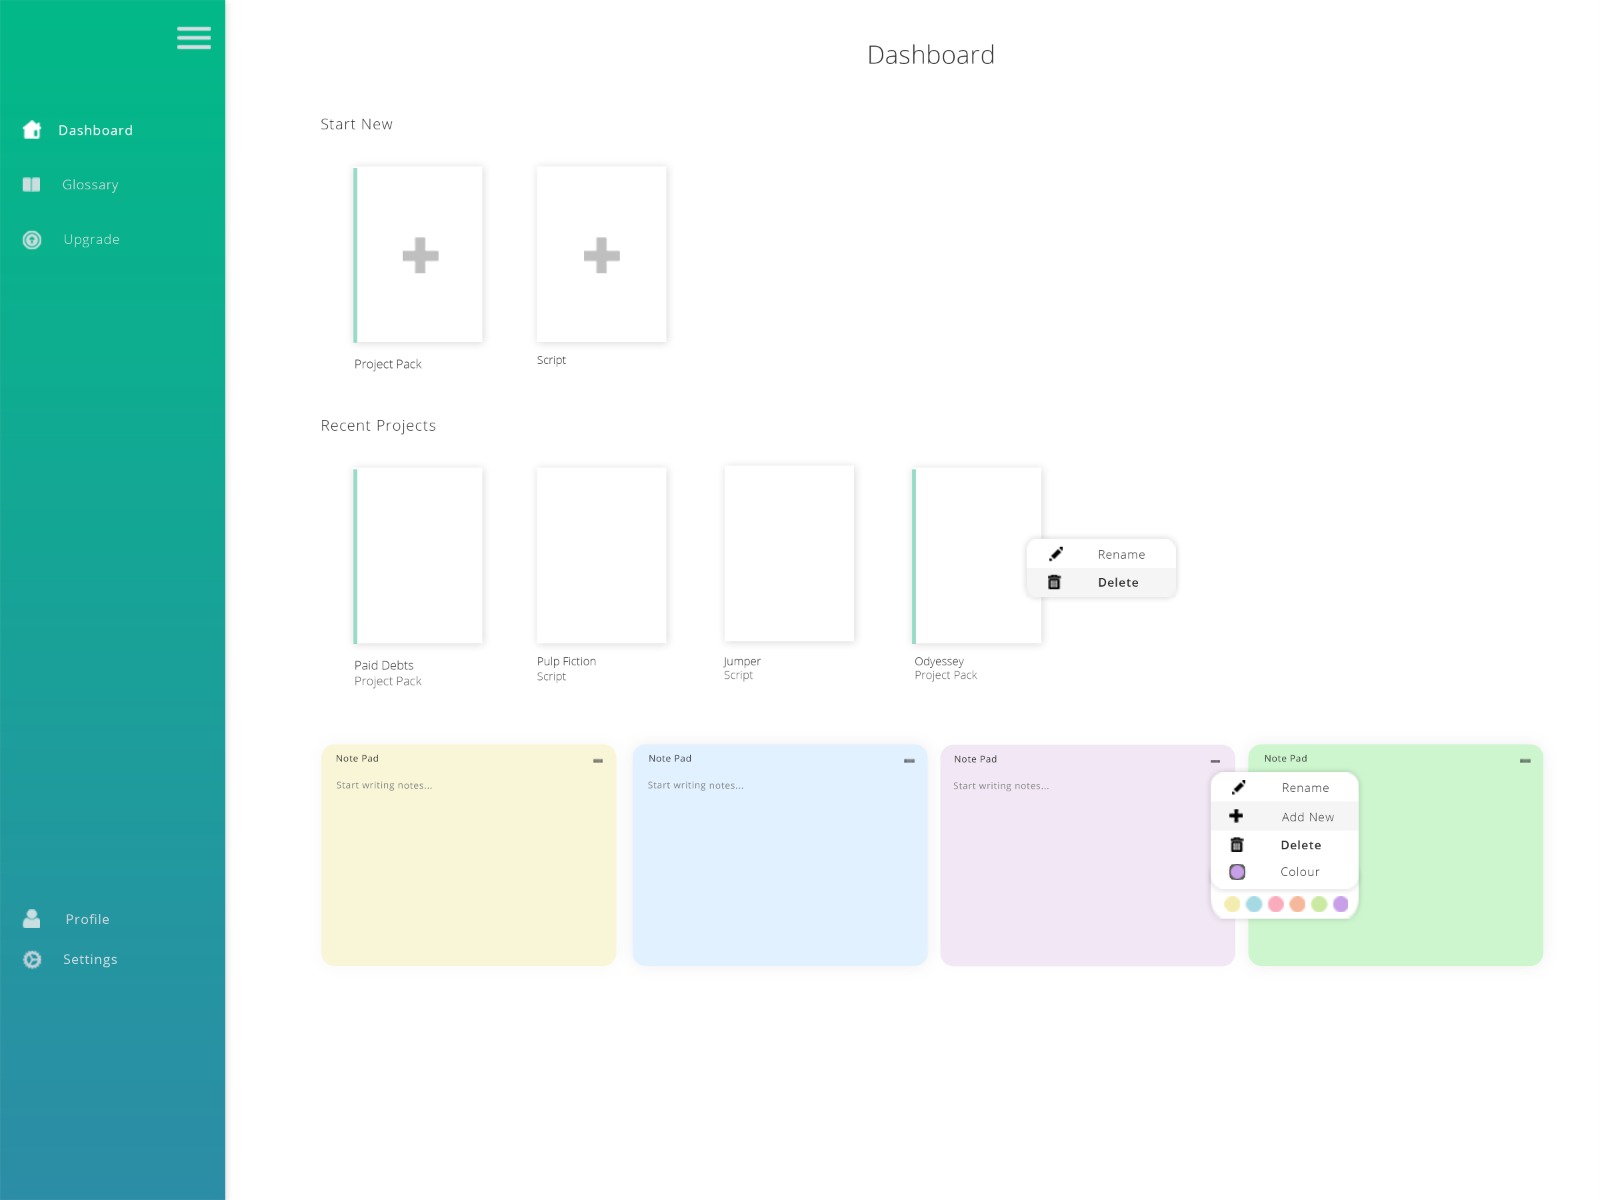 Dashboard
Glossary
Upgrade
Profile
Settings
Dashboard
Start New
Project Pack
Script
Recent Projects
Rename
Delete
Paid Debts
Project Pack
Pulp Fiction
Script
Jumper
Script
Odyessey
Project Pack
Note Pad
Start writing notes...
Note Pad
Start writing notes...
Note Pad
Start writing notes...
Note Pad
Rename
Add New
Delete
Colour